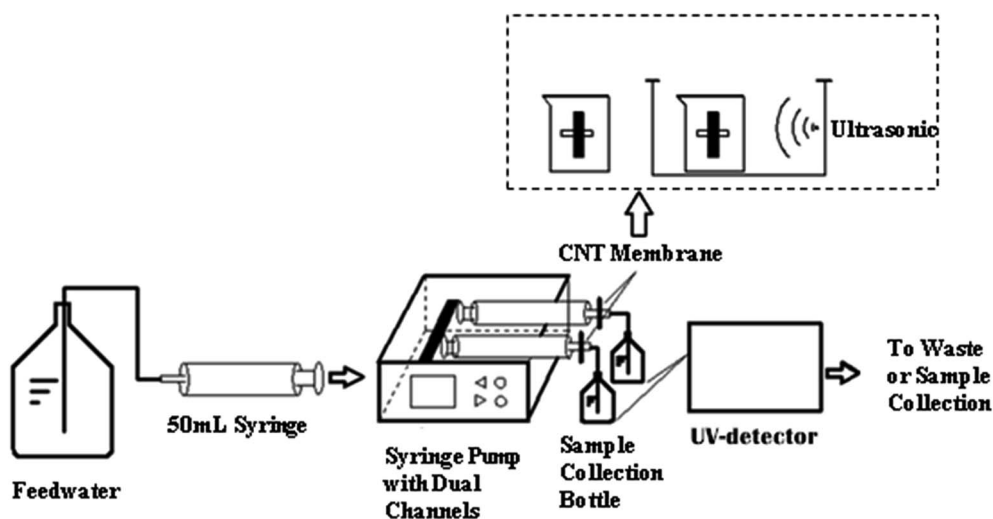 Ultrasonic
CNT Membrane
50mL Syringe
Feedwater
Syringe Pump
with Dual
Channels
Sample
Collection
Bottle
UV-detector
To Waste
or Sample
Collection